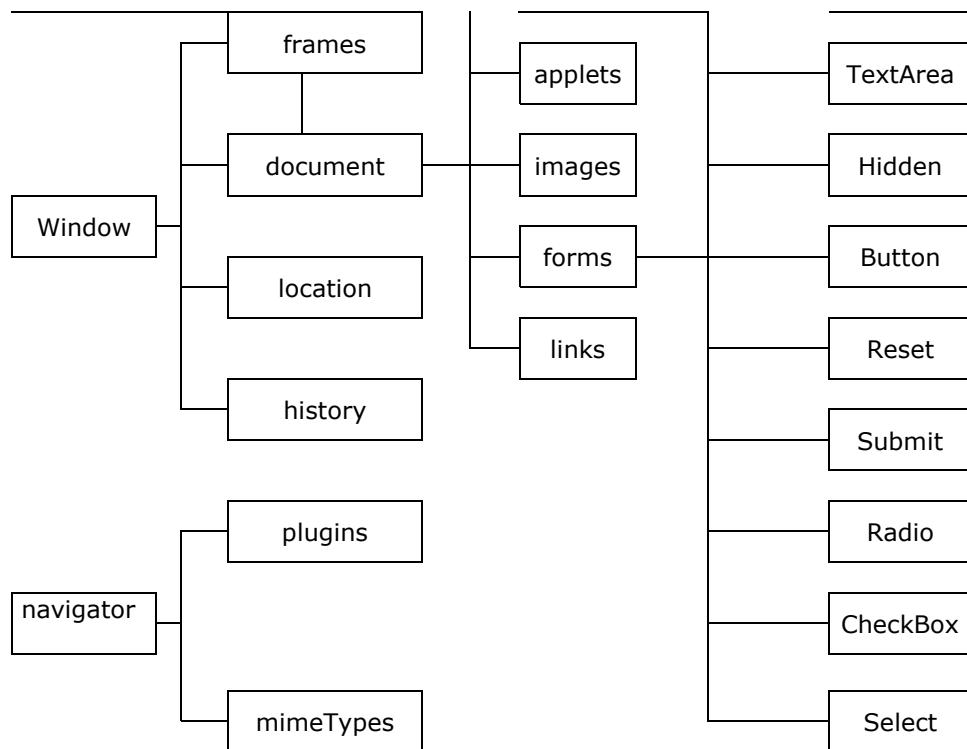 frames
document
Window
location
history
plugins
navigator
mimeTypes
applets
images
forms
links
TextArea
Hidden
Button
Reset
Submit
Radio
CheckBox
Select